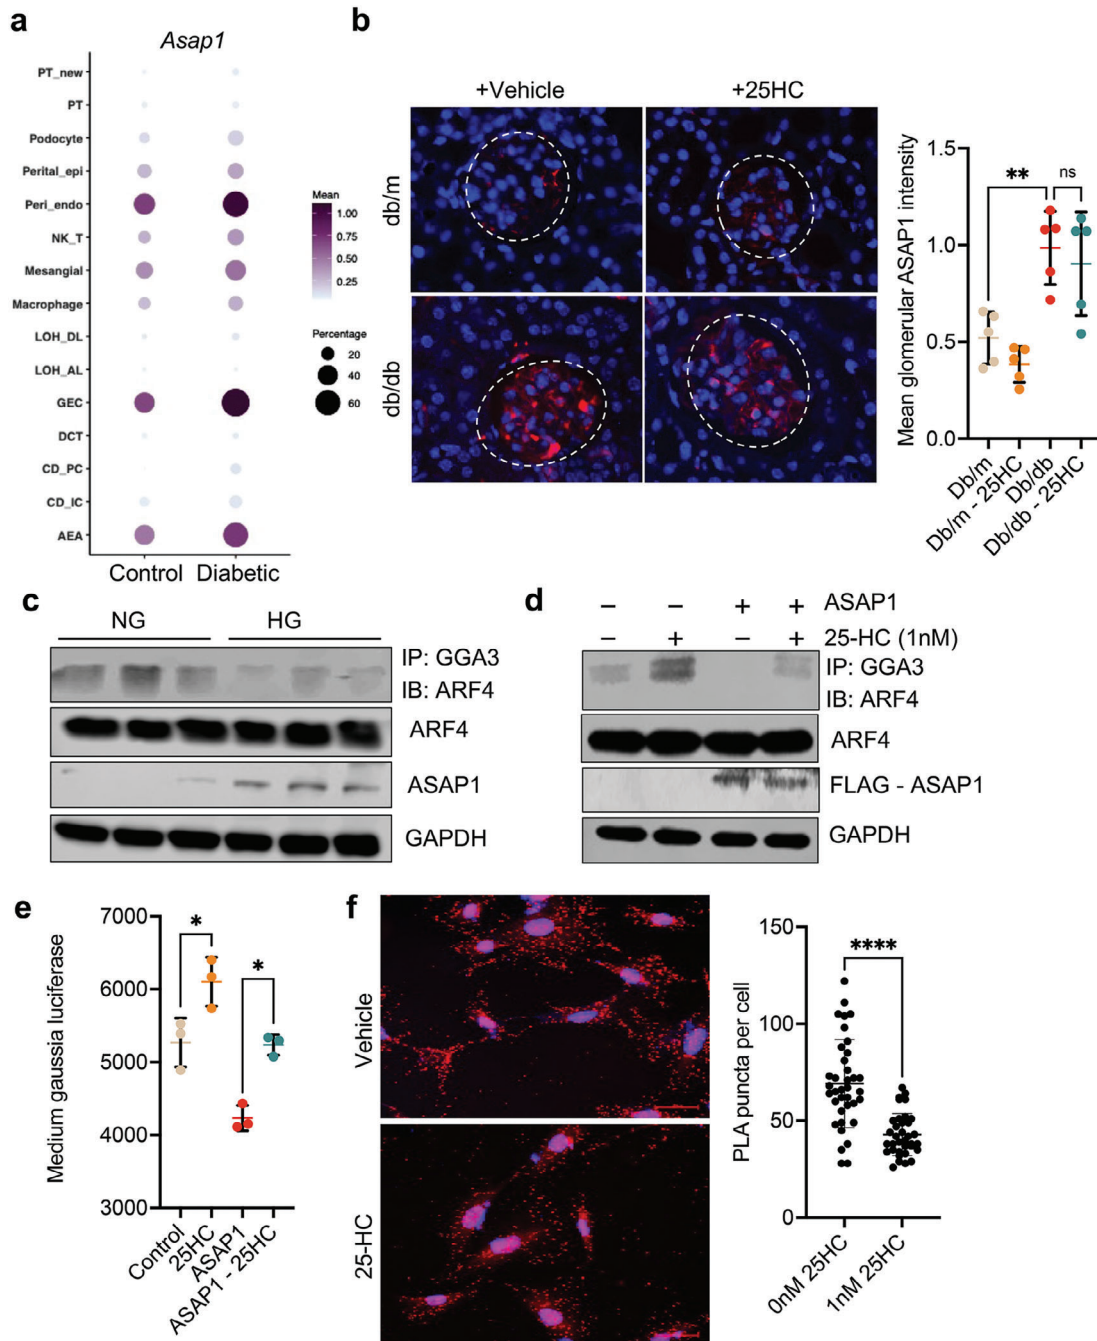 a
Asap1
PT_new
PT
Podocyte
Perital_epi
Peri_endo
NK_T
Mesangial
Macrophage
LOH_DL
LOH_AL
GEC
DCT
CD_PC
CD_IC
AEA
Control Diabetic
Mean
1.00
0.75
0.50
0.25
Percentage
20
40
60
b
+Vehicle +25HC
db/m
db/db
Mean glomerular ASAP1 intensity
1.5
1.0
0.5
0.0
** ns
Db/m
Db/m - 25HC
Db/db
Db/db - 25HC
c
NG HG
IP: GGA3
IB: ARF4
ARF4
ASAP1
GAPDH
d
– – + + ASAP1
– + – + 25-HC (1nM)
IP: GGA3
IB: ARF4
ARF4
FLAG - ASAP1
GAPDH
e
Medium gaussia luciferase
7000
6000
5000
4000
3000
* *
Control
25HC
ASAP1
ASAP1 - 25HC
f
Vehicle
25-HC
PLA puncta per cell
150
100
50
0
****
0nM 25HC
1nM 25HC